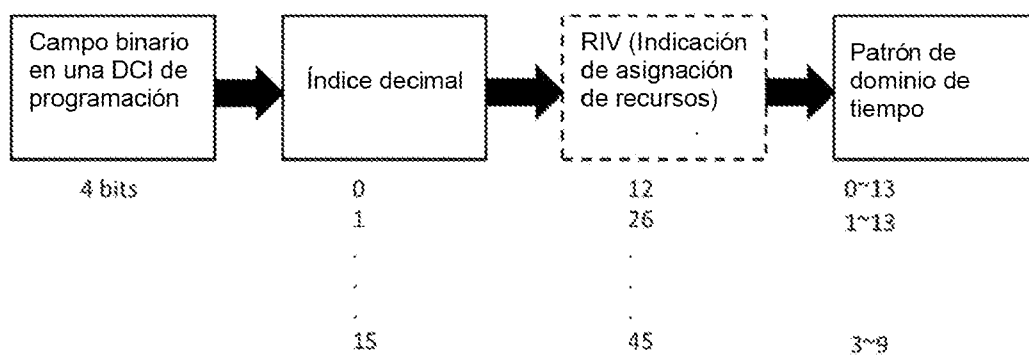 Campo binario
en una DCI de
programación
Índice decimal
RIV (Indicación
de asignación
de recursos)
Patrón de
dominio de
tiempo
4 bits
0
12
0~13
1
26
1~13
.
.
.
.
.
.
15
45
3~9